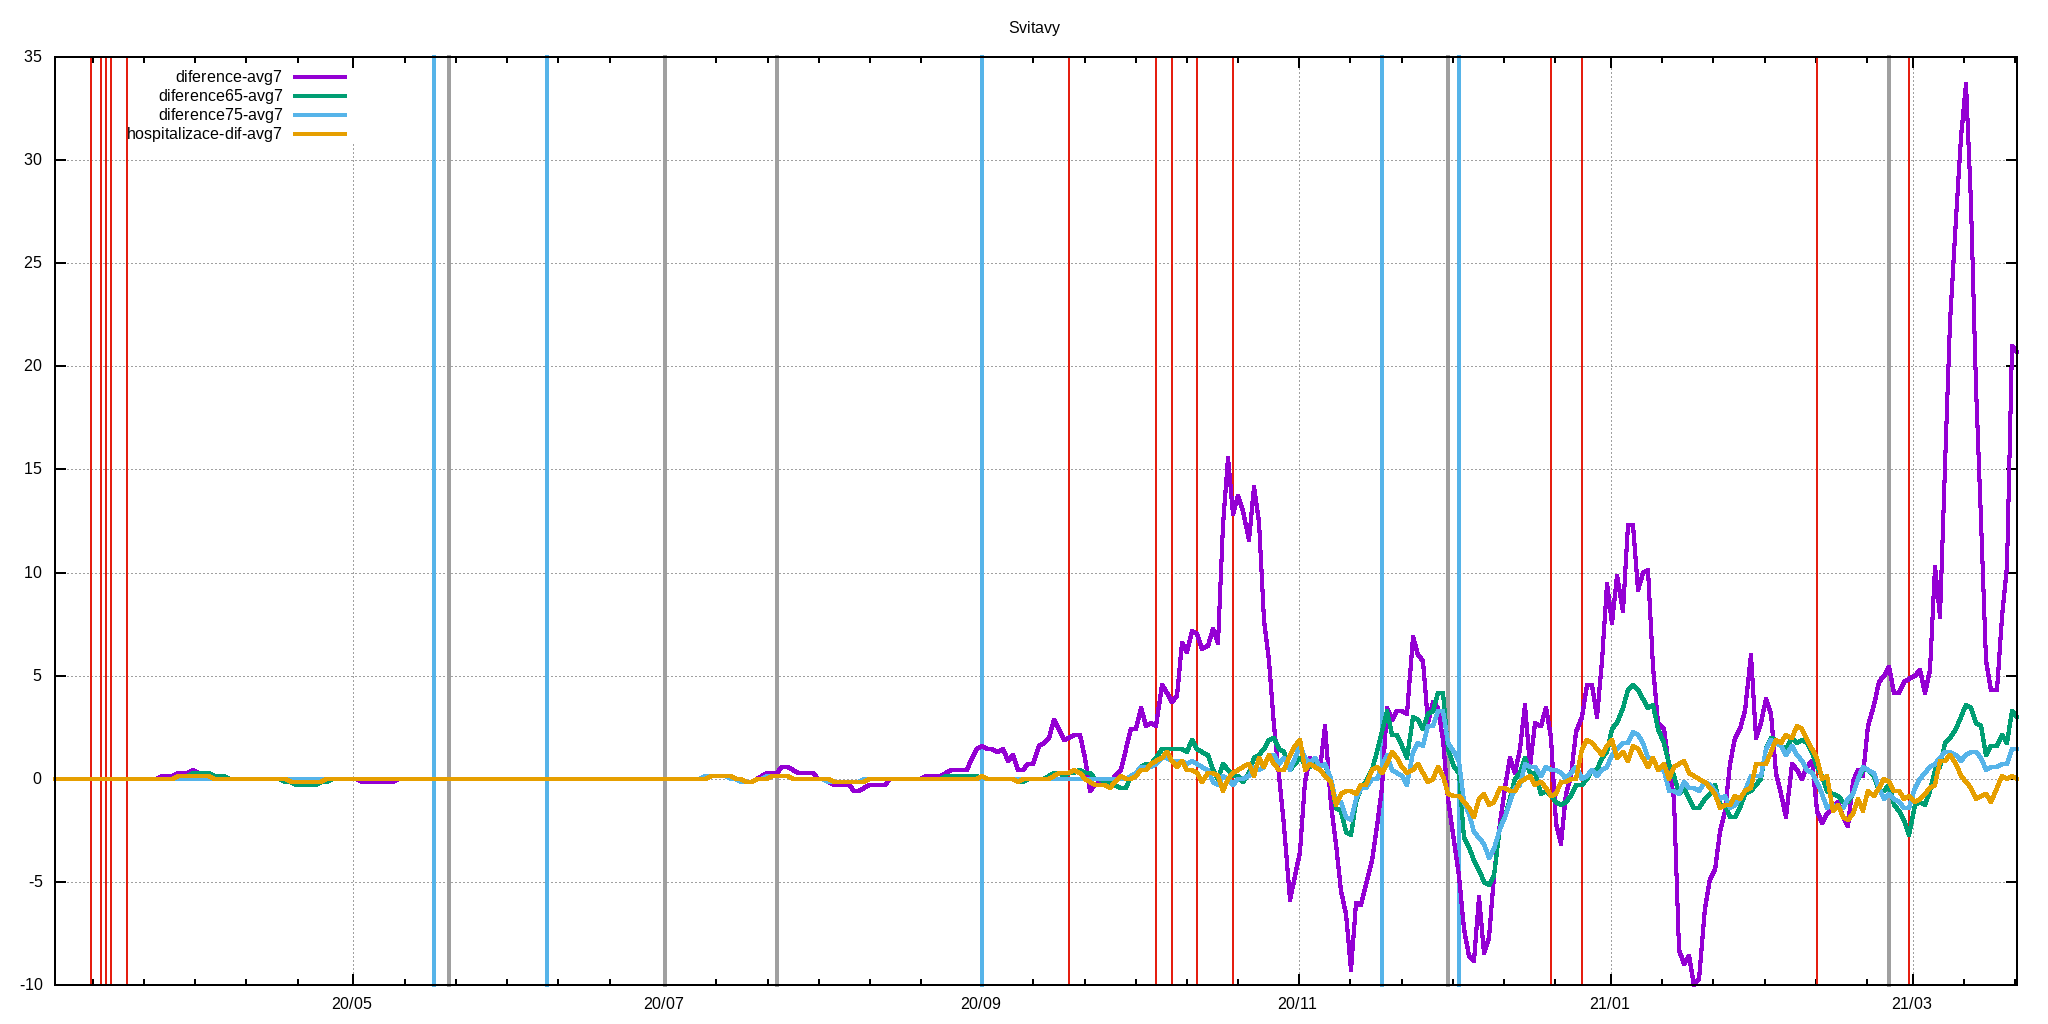 Svitavy
35
diference-avg7
diference65-avg7
diference75-avg7
hospitalizace-dif-avg7
30
25
20
15
10
5
0
-5
-10
20/05 20/07 20/09 20/11 21/01 21/03